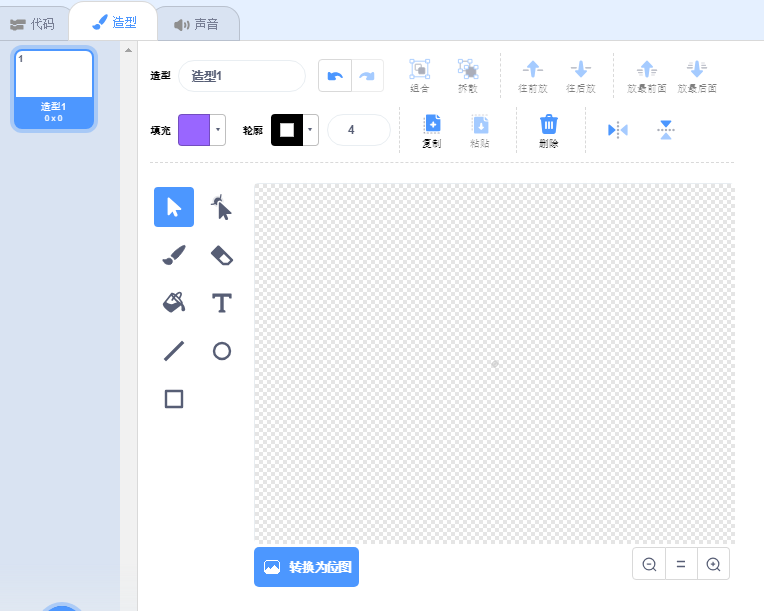 代码
造型
声音
1
造型1
0 x 0
造型
造型1
组合
拆散
往前放
往后放
放最前面
放最后面
填充
轮廓
4
复制
粘贴
删除
转换为位图